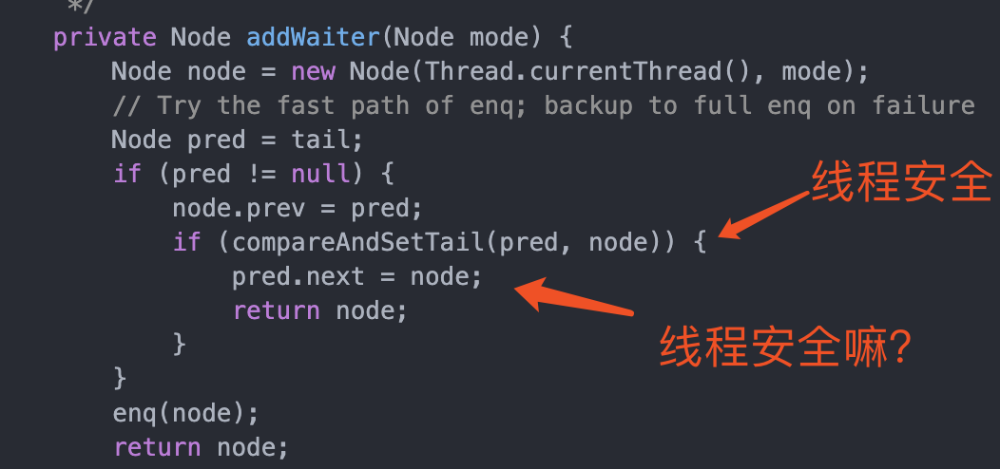 */
private Node addWaiter(Node mode) {
Node node = new Node(Thread.currentThread(), mode);
// Try the fast path of enq; backup to full enq on failure
Node pred = tail;
if (pred != null) {
node.prev = pred;
线程安全
if (compareAndSetTail(pred, node)) {
pred.next = node;
return node;
线程安全嘛？
}
}
enq(node);
return node;